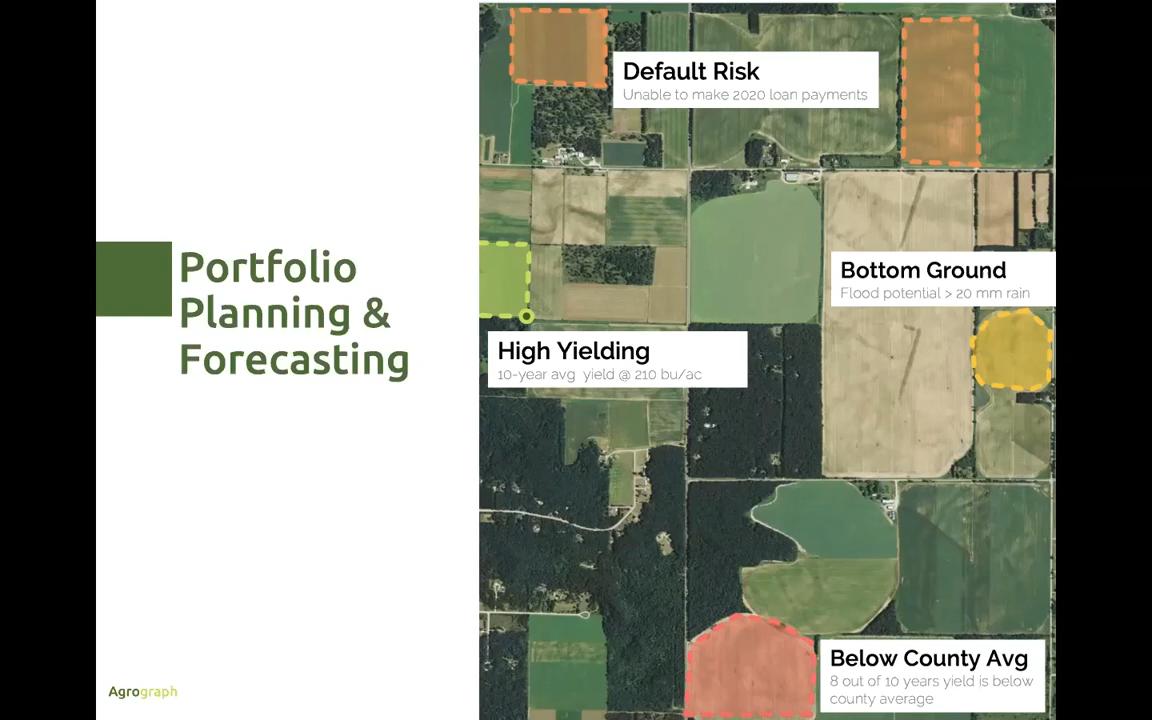 Portfolio
Planning &
Forecasting
Default Risk
Unable to make 2020 loan payments
Bottom Ground
Flood potential > 20 mm rain
High Yielding
10-year avg yield @ 210 bu/ac
Below County Avg
8 out of 10 years yield is below
county average
Agrograph